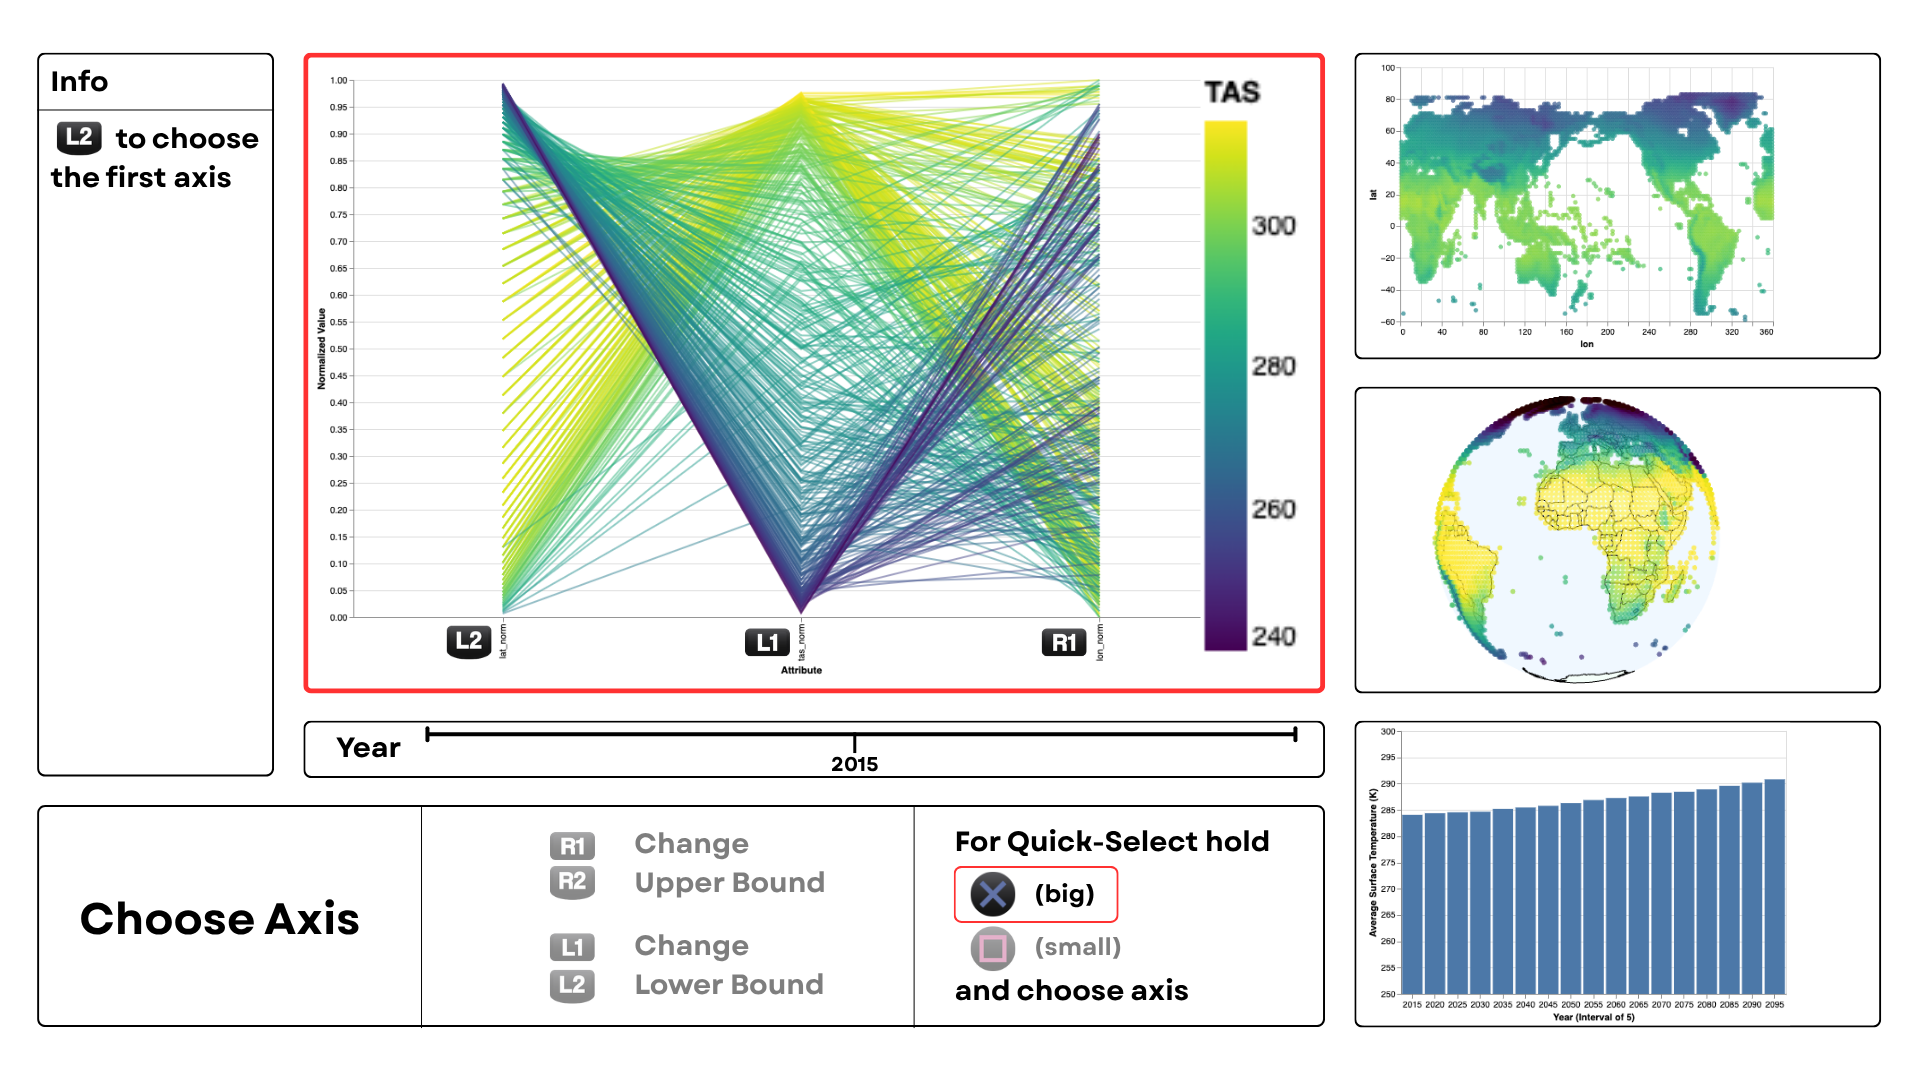 Info
L2 to choose
the first axis
1.00
0.95
0.90
0.85
0.80
0.75
0.70
0.65
0.60
0.55
0.50
0.45
0.40
0.35
0.30
0.25
0.20
0.15
0.10
0.05
0.00
Normalized Value
L2 lat_norm
L1 tas_norm
R1 lon_norm
Attribute
TAS
300
280
260
240
100
80
60
40
20
0
−20
−40
−60
lat
0 40 80 120 160 200 240 280 320 360
lon
Year
2015
300
295
290
285
280
275
270
265
260
255
250
Average Surface Temperature (K)
2015 2020 2025 2030 2035 2040 2045 2050 2055 2060 2065 2070 2075 2080 2085 2090 2095
Year (Interval of 5)
Choose Axis
R1 Change
R2 Upper Bound
L1 Change
L2 Lower Bound
For Quick-Select hold
(big)
(small)
and choose axis